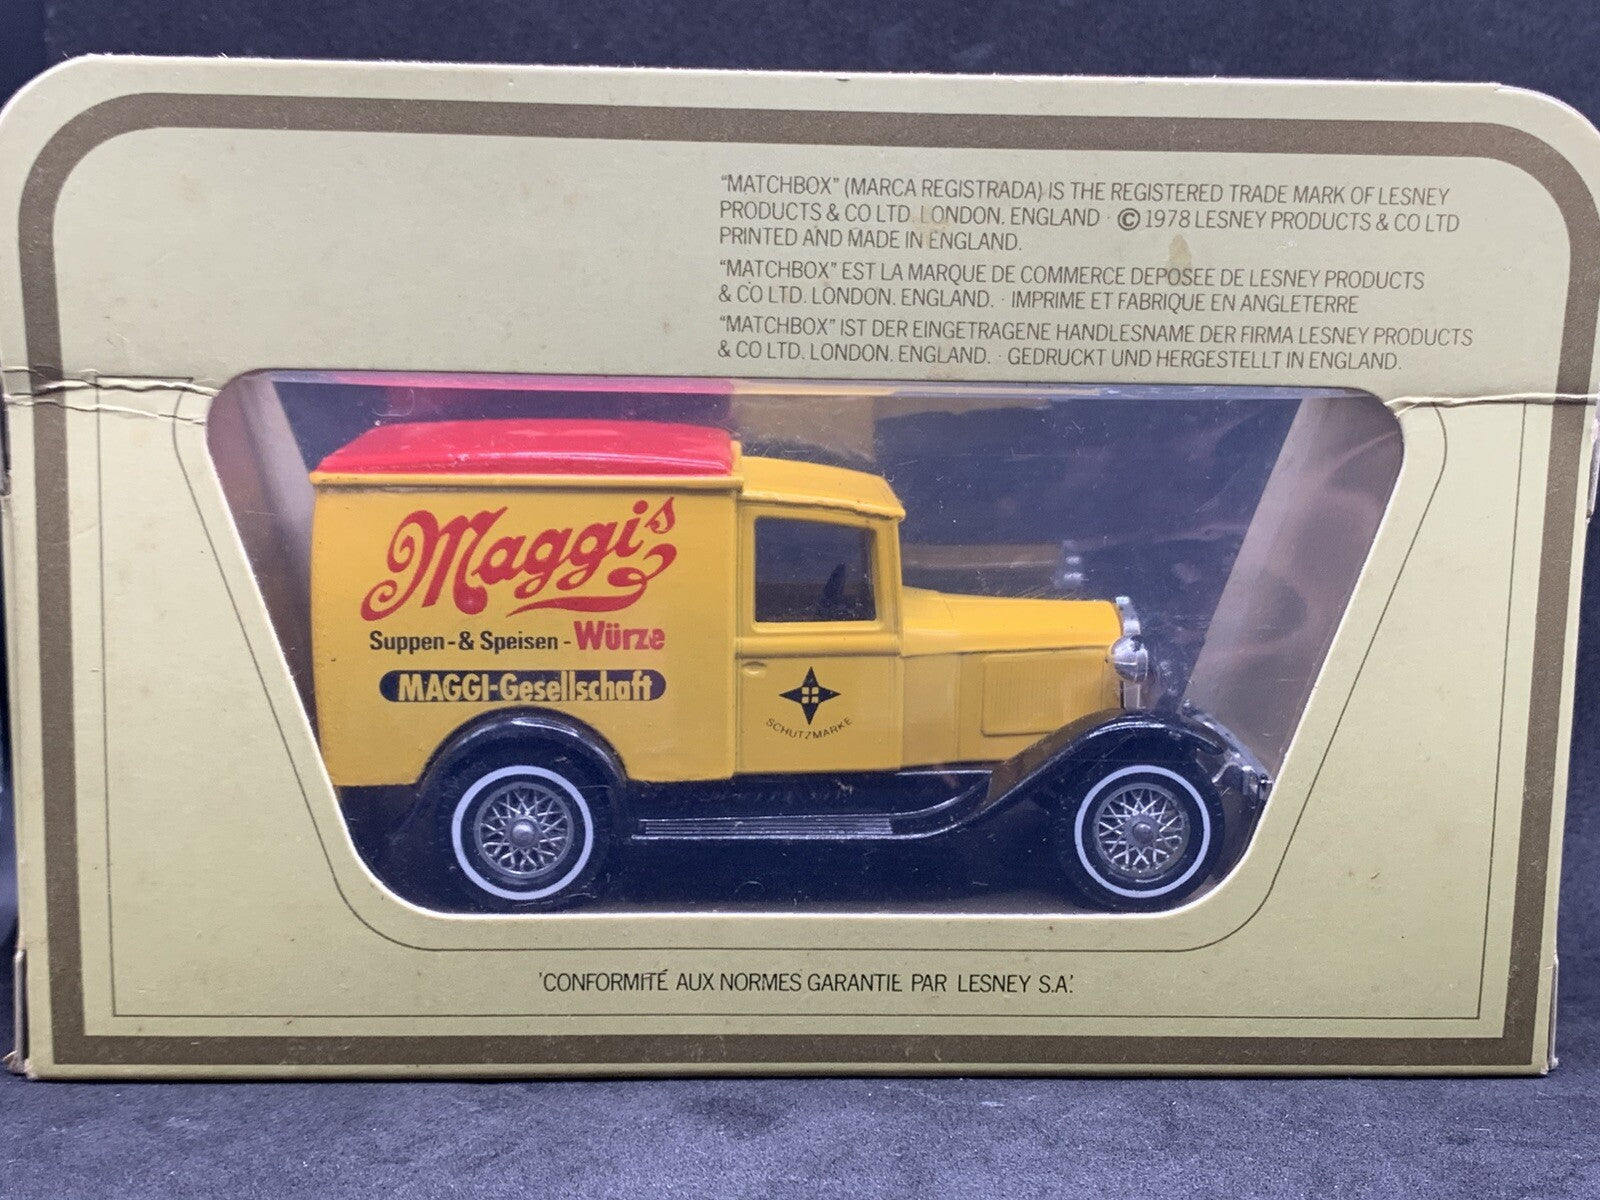 "MATCHBOX" (MARCA REGISTRADA) IS THE REGISTERED TRADE MARK OF LESNEY
PRODUCTS & CO LTD. LONDON. ENGLAND · © 1978 LESNEY PRODUCTS & CO LTD
PRINTED AND MADE IN ENGLAND.
"MATCHBOX" EST LA MARQUE DE COMMERCE DEPOSEE DE LESNEY PRODUCTS
& CO LTD. LONDON. ENGLAND. · IMPRIME ET FABRIQUE EN ANGLETERRE
"MATCHBOX" IST DER EINGETRAGENE HANDLESNAME DER FIRMA LESNEY PRODUCTS
& CO LTD. LONDON. ENGLAND. · GEDRUCKT UND HERGESTELLT IN ENGLAND.
Maggi's
Suppen-& Speisen-Würze
MAGGI-Gesellschaft
SCHUTZMARKE
'CONFORMITÉ AUX NORMES GARANTIE PAR LESNEY S.A.'